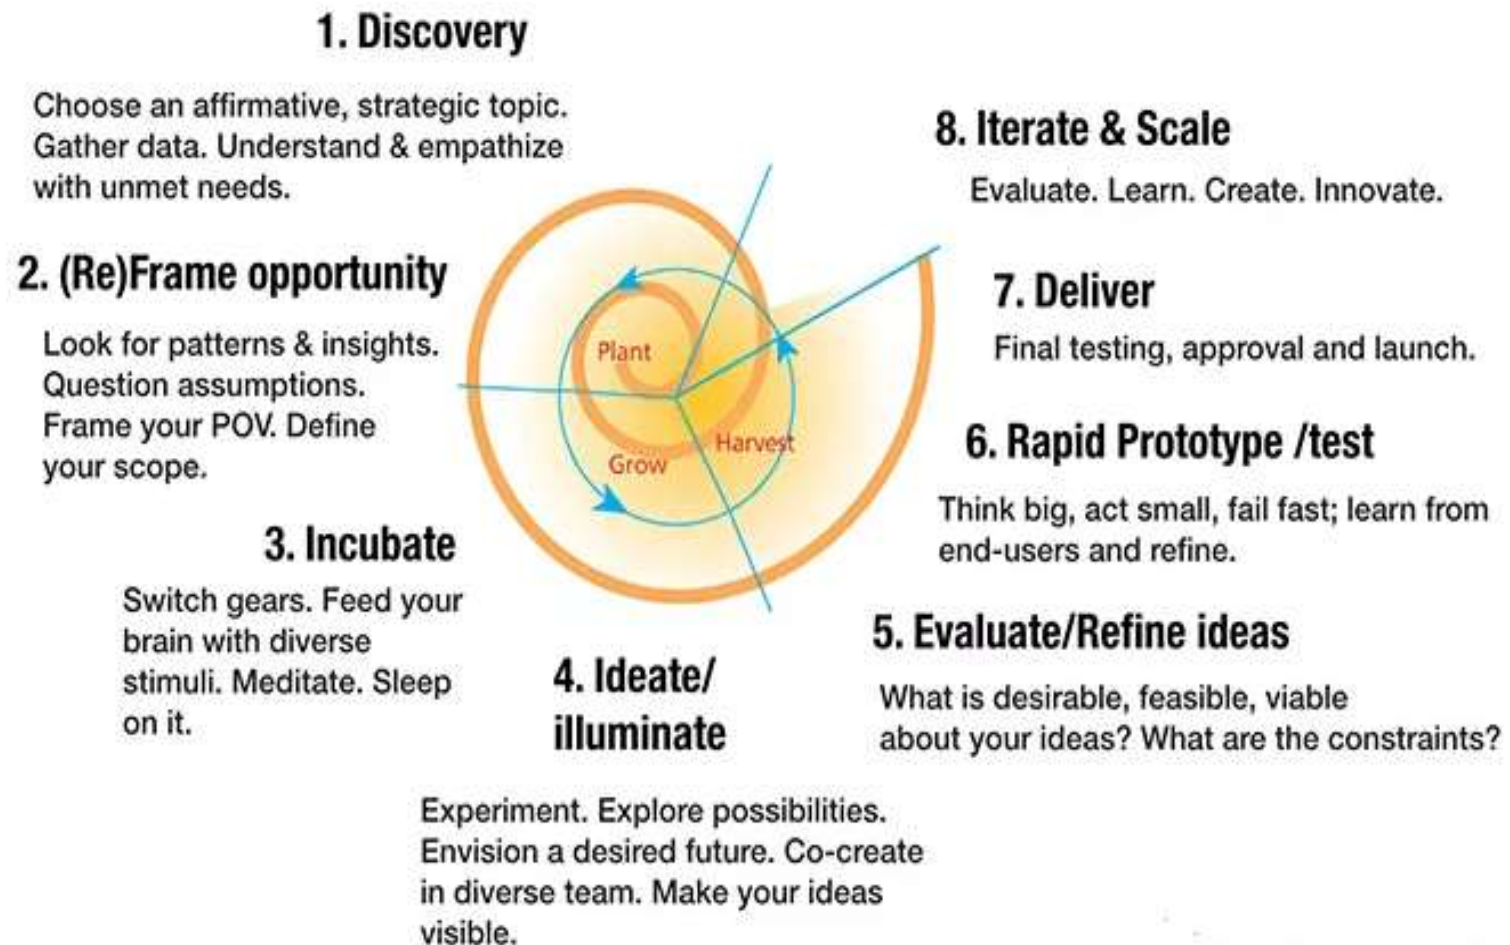 1. Discovery
Choose an affirmative, strategic topic.
Gather data. Understand & empathize
with unmet needs.
2. (Re)Frame opportunity
Look for patterns & insights.
Question assumptions.
Frame your POV. Define
your scope.
3. Incubate
Switch gears. Feed your
brain with diverse
stimuli. Meditate. Sleep
on it.
4. Ideate/
illuminate
Experiment. Explore possibilities.
Envision a desired future. Co-create
in diverse team. Make your ideas
visible.
5. Evaluate/Refine ideas
What is desirable, feasible, viable
about your ideas? What are the constraints?
6. Rapid Prototype /test
Think big, act small, fail fast; learn from
end-users and refine.
7. Deliver
Final testing, approval and launch.
8. Iterate & Scale
Evaluate. Learn. Create. Innovate.
Plant
Grow
Harvest